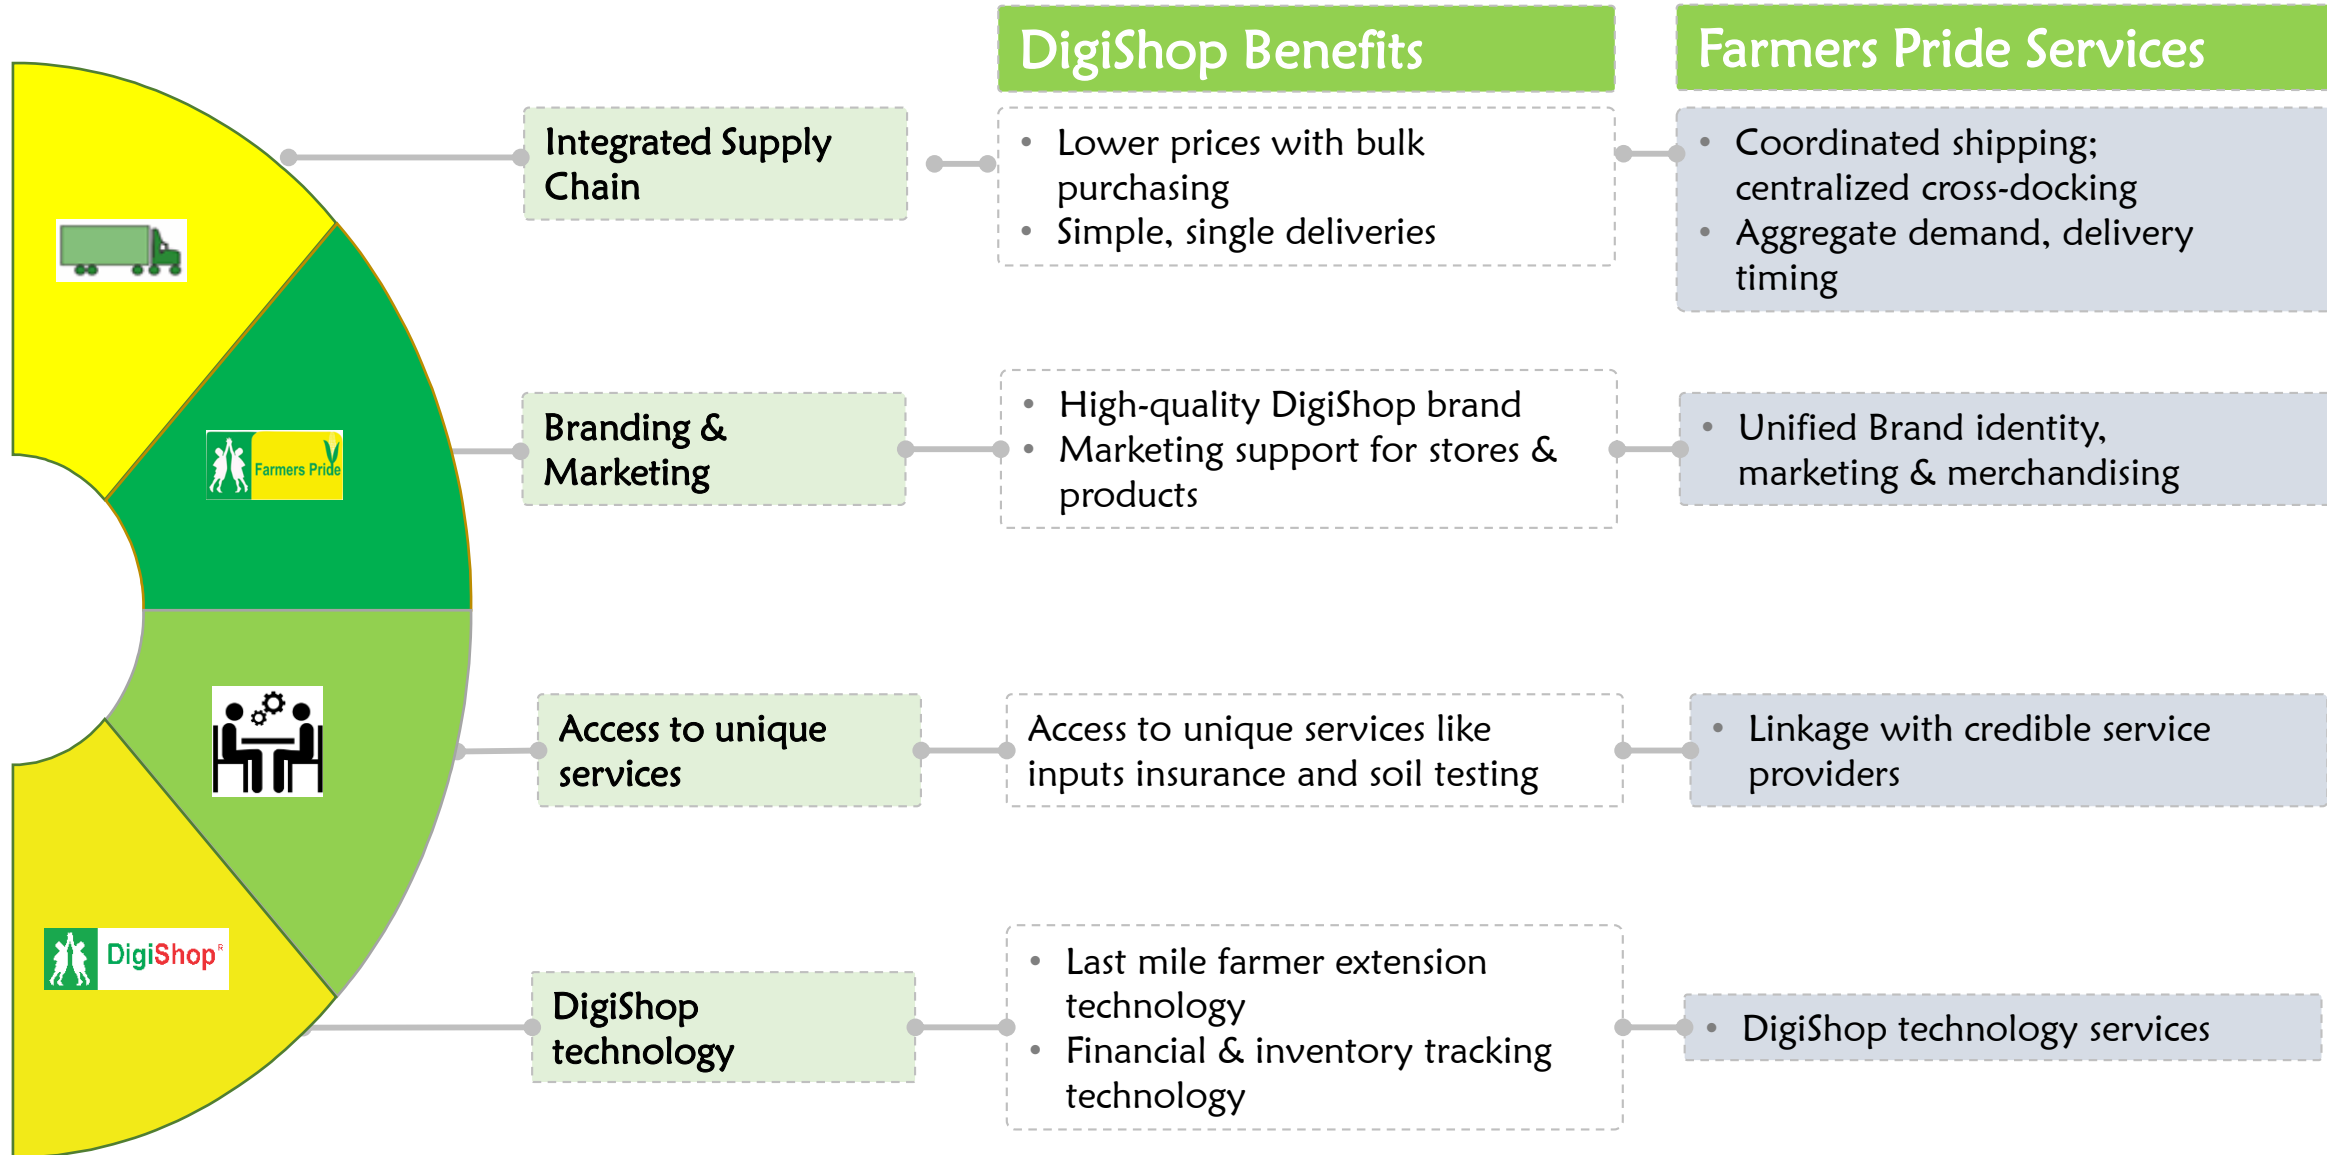 DigiShop Benefits
Farmers Pride Services
Integrated Supply
Chain
• Lower prices with bulk
purchasing
• Simple, single deliveries
• Coordinated shipping;
centralized cross-docking
• Aggregate demand, delivery
timing
Farmers Pride
Branding &
Marketing
• High-quality DigiShop brand
• Marketing support for stores &
products
• Unified Brand identity,
marketing & merchandising
Access to unique
services
Access to unique services like
inputs insurance and soil testing
• Linkage with credible service
providers
DigiShop R
DigiShop
technology
• Last mile farmer extension
technology
• Financial & inventory tracking
technology
• DigiShop technology services